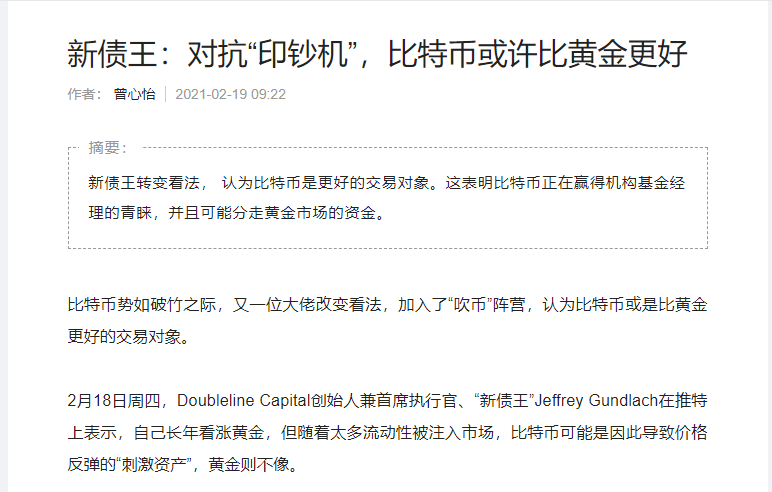 新债王：对抗“印钞机”，比特币或许比黄金更好
作者： 曾心怡 2021-02-19 09:22
摘要：
新债王转变看法， 认为比特币是更好的交易对象。这表明比特币正在赢得机构基金经
理的青睐，并且可能分走黄金市场的资金。
比特币势如破竹之际，又一位大佬改变看法，加入了“吹币”阵营，认为比特币或是比黄金
更好的交易对象。
2月18日周四，Doubleline Capital创始人兼首席执行官、“新债王”Jeffrey Gundlach在推特
上表示，自己长年看涨黄金，但随着太多流动性被注入市场，比特币可能是因此导致价格
反弹的“刺激资产”，黄金则不像。